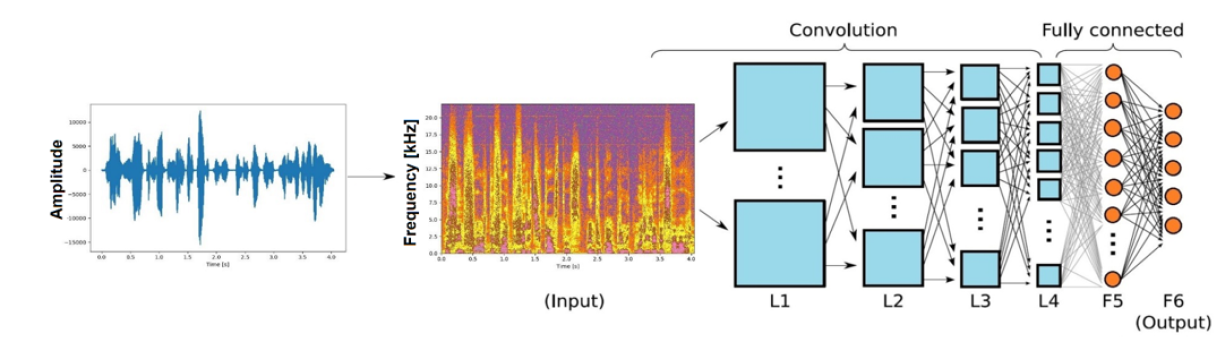 Convolution
Fully connected
Amplitude
10000
5000
0
−5000
−10000
−15000
0.0 0.5 1.0 1.5 2.0 2.5 3.0 3.5 4.0
Time [s]
Frequency [kHz]
20.0
17.5
15.0
12.5
10.0
7.5
5.0
2.5
0.0
0.0 0.5 1.0 1.5 2.0 2.5 3.0 3.5 4.0
Time [s]
(Input)
L1
L2
L3
L4
F5
F6
(Output)